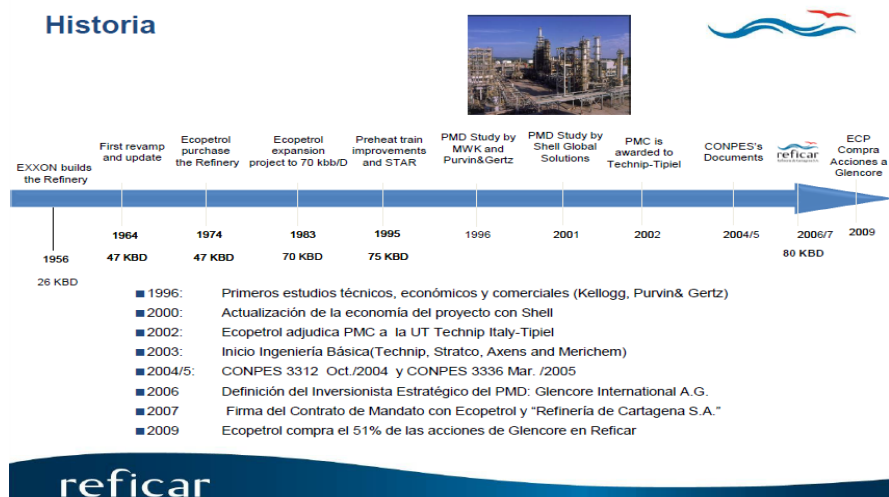 Historia
EXXON builds
the Refinery
First revamp
and update
Ecopetrol
purchase
the Refinery
Ecopetrol
expansion
project to 70 kbb/D
Preheat train
improvements
and STAR
PMD Study by
MWK and
Purvin&Gertz
PMD Study by
Shell Global
Solutions
PMC is
awarded to
Technip-Tipiel
CONPES's
Documents
reficar
ECP
Compra
Acciones a
Glencore
1956
26 KBD
1964
47 KBD
1974
47 KBD
1983
70 KBD
1995
75 KBD
1996
2001
2002
2004/5
2006/7
80 KBD
2009
1996: Primeros estudios técnicos, económicos y comerciales (Kellogg, Purvin& Gertz)
2000: Actualización de la economía del proyecto con Shell
2002: Ecopetrol adjudica PMC a la UT Technip Italy-Tipiel
2003: Inicio Ingeniería Básica(Technip, Stratco, Axens and Merichem)
2004/5: CONPES 3312 Oct./2004 y CONPES 3336 Mar. /2005
2006 Definición del Inversionista Estratégico del PMD: Glencore International A.G.
2007 Firma del Contrato de Mandato con Ecopetrol y “Refinería de Cartagena S.A.”
2009 Ecopetrol compra el 51% de las acciones de Glencore en Reficar
reficar